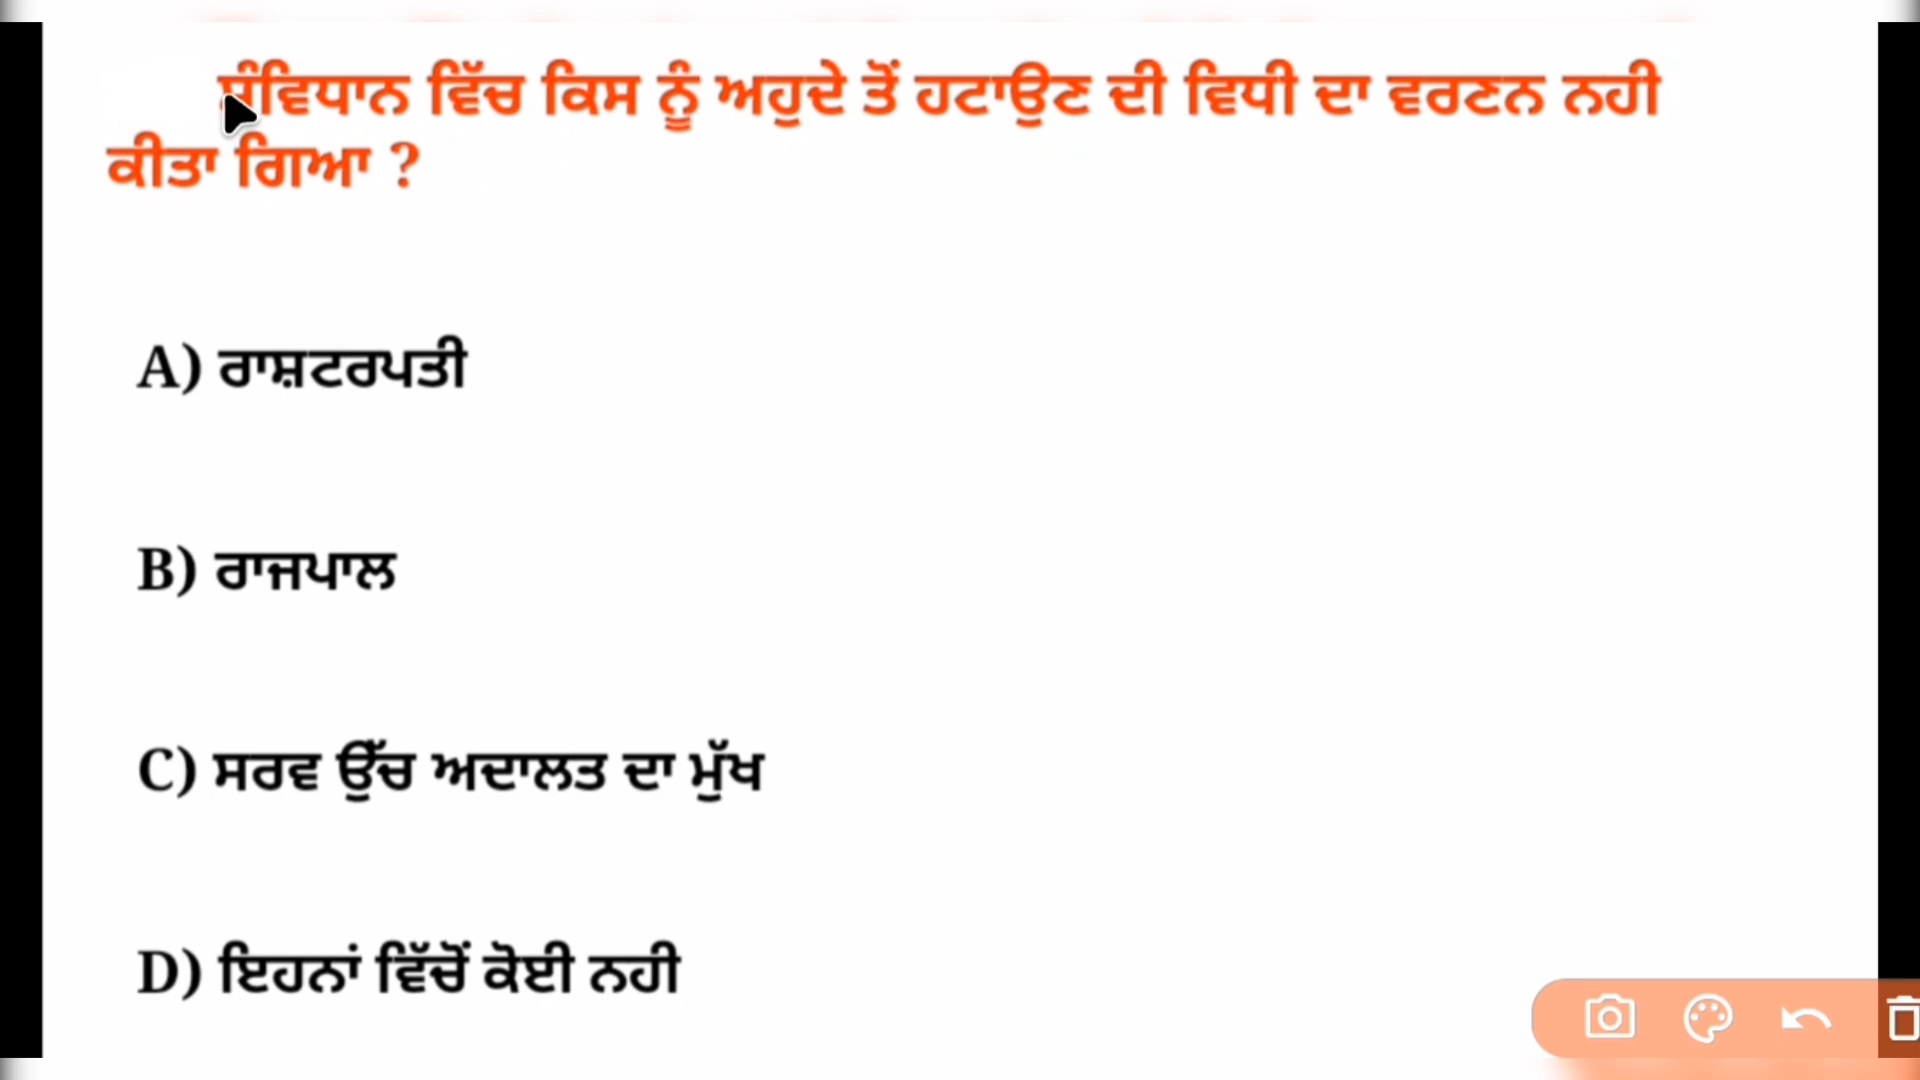 ਸੰਵਿਧਾਨ ਵਿੱਚ ਕਿਸ ਨੂੰ ਅਹੁਦੇ ਤੋਂ ਹਟਾਉਣ ਦੀ ਵਿਧੀ ਦਾ ਵਰਣਨ ਨਹੀ
ਕੀਤਾ ਗਿਆ ?
A) ਰਾਸ਼ਟਰਪਤੀ
B) ਰਾਜਪਾਲ
C) ਸਰਵ ਉੱਚ ਅਦਾਲਤ ਦਾ ਮੁੱਖ
D) ਇਹਨਾਂ ਵਿੱਚੋਂ ਕੋਈ ਨਹੀ